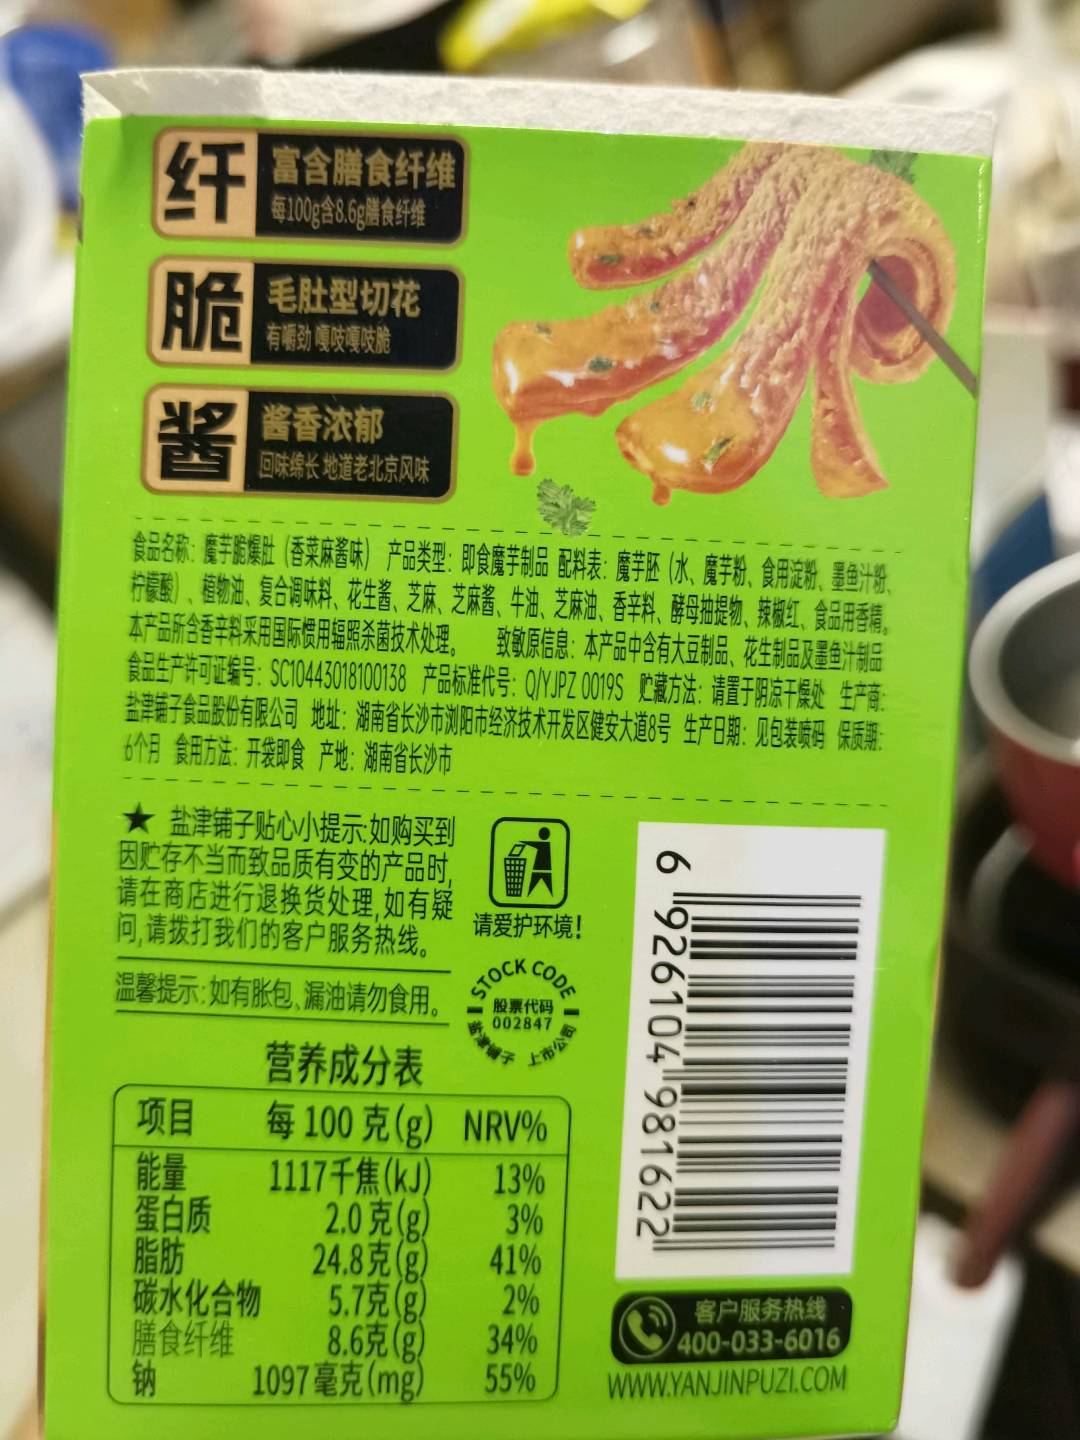 纤
富含膳食纤维
每100g含8.6g膳食纤维
脆
毛肚型切花
有嚼劲 嘎吱嘎吱脆
酱
酱香浓郁
回味绵长 地道老北京风味
食品名称：魔芋脆爆肚（香菜麻酱味） 产品类型：即食魔芋制品 配料表：魔芋胚（水、魔芋粉、食用淀粉、墨鱼汁粉、
柠檬酸）、植物油、复合调味料、花生酱、芝麻、芝麻酱、牛油、芝麻油、香辛料、酵母抽提物、辣椒红、食品用香精。
本产品所含香辛料采用国际惯用辐照杀菌技术处理。 致敏原信息：本产品中含有大豆制品、花生制品及墨鱼汁制品
食品生产许可证编号：SC10443018100138 产品标准代号：Q/YJPZ 0019S 贮藏方法：请置于阴凉干燥处 生产商：
盐津铺子食品股份有限公司 地址：湖南省长沙市浏阳市经济技术开发区健安大道8号 生产日期：见包装喷码 保质期：
6个月 食用方法：开袋即食 产地：湖南省长沙市
★ 盐津铺子贴心小提示：如购买到
因贮存不当而致品质有变的产品时，
请在商店进行退换货处理，如有疑
问，请拨打我们的客户服务热线。
温馨提示：如有胀包、漏油请勿食用。
请爱护环境！
STOCK CODE
股票代码
002847
盐津铺子 上市公司
营养成分表
项目 每 100 克(g) NRV%
能量 1117千焦(kJ) 13%
蛋白质 2.0克(g) 3%
脂肪 24.8克(g) 41%
碳水化合物 5.7克(g) 2%
膳食纤维 8.6克(g) 34%
钠 1097毫克(mg) 55%
6 926104 981622
客户服务热线
400-033-6016
WWW.YANJINPUZI.COM